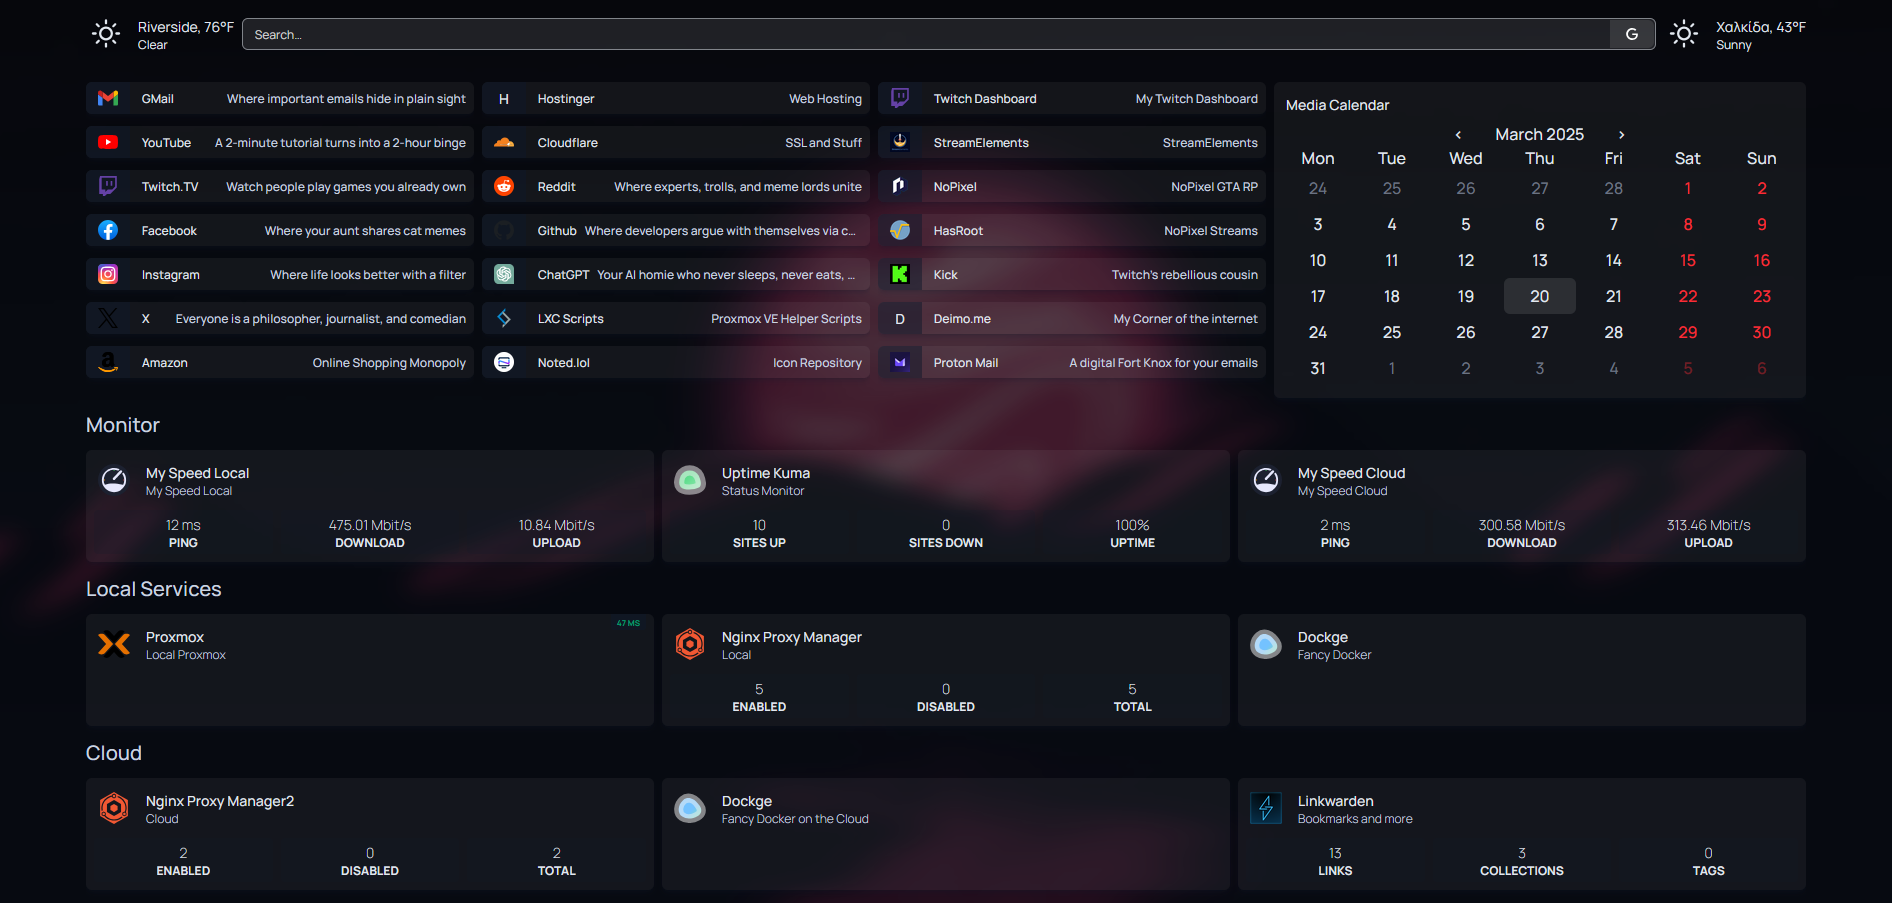 Riverside, 76°F
Clear
Search...
G
Χαλκίδα, 43°F
Sunny
GMail Where important emails hide in plain sight
YouTube A 2-minute tutorial turns into a 2-hour binge
Twitch.TV Watch people play games you already own
Facebook Where your aunt shares cat memes
Instagram Where life looks better with a filter
X Everyone is a philosopher, journalist, and comedian
Amazon Online Shopping Monopoly
H Hostinger Web Hosting
Cloudflare SSL and Stuff
Reddit Where experts, trolls, and meme lords unite
Github Where developers argue with themselves via c...
ChatGPT Your AI homie who never sleeps, never eats, ...
LXC Scripts Proxmox VE Helper Scripts
Noted.lol Icon Repository
Twitch Dashboard My Twitch Dashboard
StreamElements StreamElements
NoPixel NoPixel GTA RP
HasRoot NoPixel Streams
Kick Twitch's rebellious cousin
D Deimo.me My Corner of the internet
Proton Mail A digital Fort Knox for your emails
Media Calendar
‹ March 2025 ›
Mon Tue Wed Thu Fri Sat Sun
24 25 26 27 28 1 2
3 4 5 6 7 8 9
10 11 12 13 14 15 16
17 18 19 20 21 22 23
24 25 26 27 28 29 30
31 1 2 3 4 5 6
Monitor
My Speed Local
My Speed Local
12 ms 475.01 Mbit/s 10.84 Mbit/s
PING DOWNLOAD UPLOAD
Uptime Kuma
Status Monitor
10 0 100%
SITES UP SITES DOWN UPTIME
My Speed Cloud
My Speed Cloud
2 ms 300.58 Mbit/s 313.46 Mbit/s
PING DOWNLOAD UPLOAD
Local Services
Proxmox
Local Proxmox
47 MS
Nginx Proxy Manager
Local
5 0 5
ENABLED DISABLED TOTAL
Dockge
Fancy Docker
Cloud
Nginx Proxy Manager2
Cloud
2 0 2
ENABLED DISABLED TOTAL
Dockge
Fancy Docker on the Cloud
Linkwarden
Bookmarks and more
13 3 0
LINKS COLLECTIONS TAGS